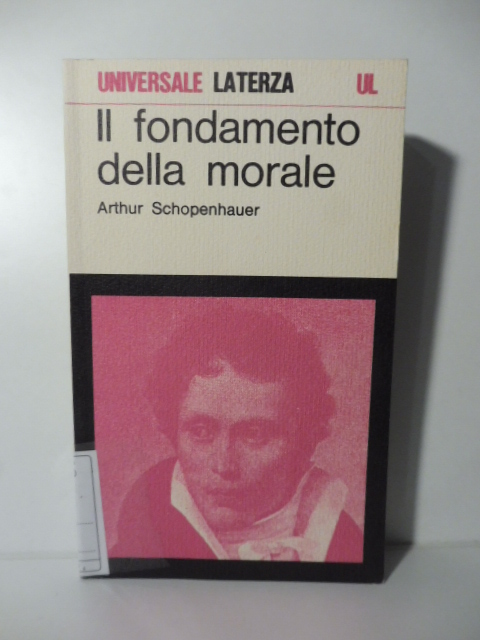 UNIVERSALE LATERZA UL
Il fondamento
della morale
Arthur Schopenhauer